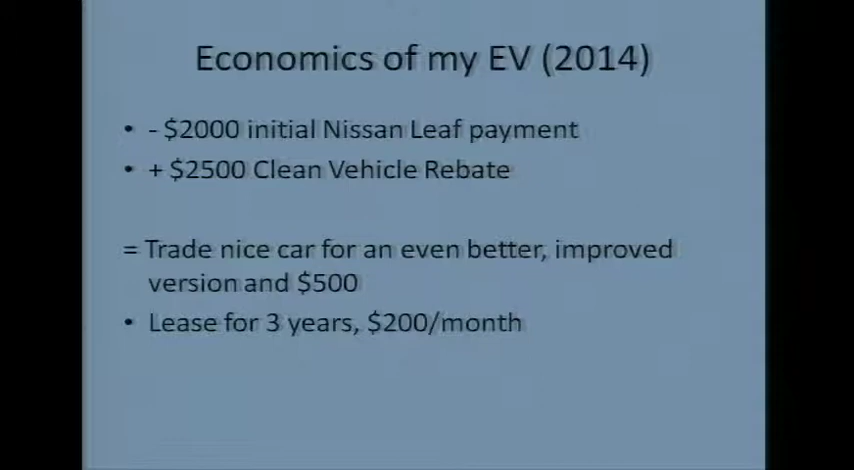 Economics of my EV (2014)
• - $2000 initial Nissan Leaf payment
• + $2500 Clean Vehicle Rebate
= Trade nice car for an even better, improved
version and $500
• Lease for 3 years, $200/month